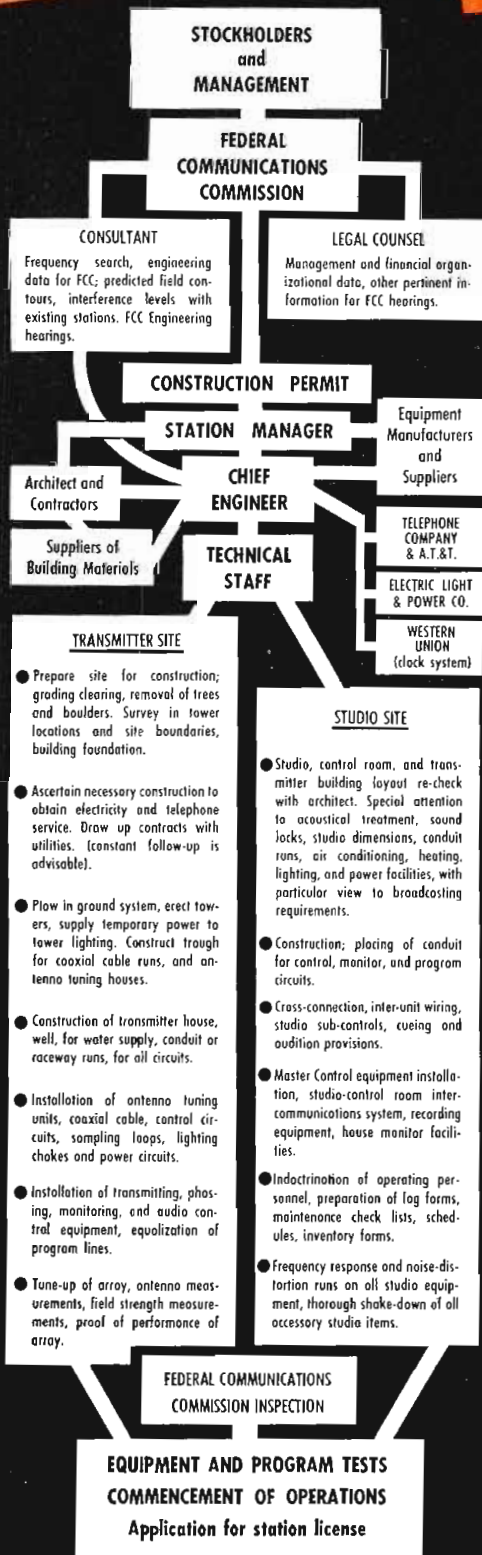 STOCKHOLDERS
and
MANAGEMENT
FEDERAL
COMMUNICATIONS
COMMISSION
CONSULTANT
Frequency search, engineering
data for FCC; predicted field con-
tours, interference levels with
existing stations. FCC Engineering
hearings.
LEGAL COUNSEL
Management and financial organ-
izational data, other pertinent in-
formation for FCC hearings.
CONSTRUCTION PERMIT
STATION MANAGER
Equipment
Manufacturers
and
Suppliers
Architect and
Contractors
CHIEF
ENGINEER
Suppliers of
Building Materials
TELEPHONE
COMPANY
& A.T.&T.
TECHNICAL
STAFF
ELECTRIC LIGHT
& POWER CO.
WESTERN
UNION
(clock system)
TRANSMITTER SITE
● Prepare site for construction;
grading clearing, removal of trees
and boulders. Survey in tower
locations and site boundaries,
building foundation.
● Ascertain necessary construction to
obtain electricity and telephone
service. Draw up contracts with
utilities. (constant follow-up is
advisable).
● Plow in ground system, erect tow-
ers, supply temporary power to
tower lighting. Construct trough
for coaxial cable runs, and an-
tenna tuning houses.
● Construction of transmitter house,
well, for water supply, conduit or
raceway runs, for all circuits.
● Installation of antenna tuning
units, coaxial cable, control cir-
cuits, sampling loops, lighting
chokes and power circuits.
● Installation of transmitting, phas-
ing, monitoring, and audio con-
trol equipment, equalization of
program lines.
● Tune-up of array, antenna meas-
urements, field strength measure-
ments, proof of performance of
array.
STUDIO SITE
● Studio, control room, and trans-
mitter building layout re-check
with architect. Special attention
to acoustical treatment, sound
locks, studio dimensions, conduit
runs, air conditioning, heating,
lighting, and power facilities, with
particular view to broadcasting
requirements.
● Construction; placing of conduit
for control, monitor, and program
circuits.
● Cross-connection, inter-unit wiring,
studio sub-controls, cueing and
audition provisions.
● Master Control equipment installa-
tion, studio-control room inter-
communications system, recording
equipment, house monitor facili-
ties.
● Indoctrination of operating per-
sonnel, preparation of log forms,
maintenance check lists, sched-
ules, inventory forms.
● Frequency response and noise-dis-
tortion runs on all studio equip-
ment, thorough shake-down of all
accessory studio items.
FEDERAL COMMUNICATIONS
COMMISSION INSPECTION
EQUIPMENT AND PROGRAM TESTS
COMMENCEMENT OF OPERATIONS
Application for station license